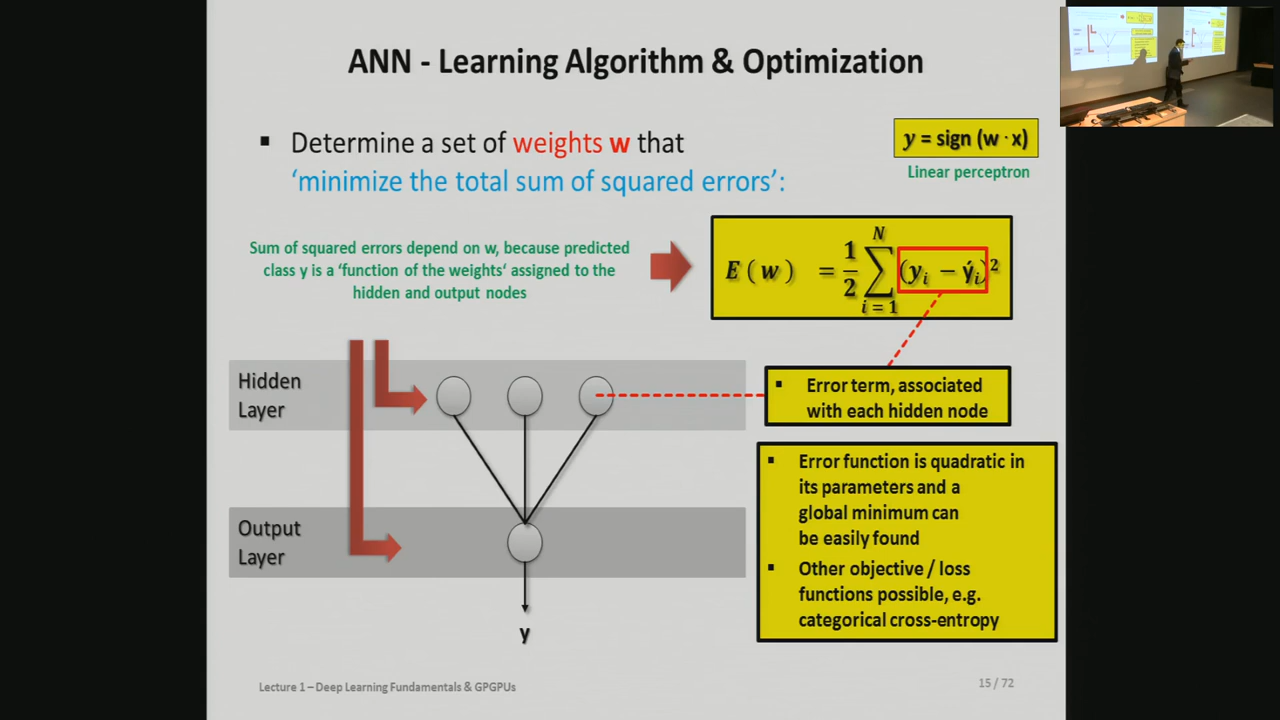 ANN - Learning Algorithm & Optimization
▪ Determine a set of weights w that
‘minimize the total sum of squared errors’:
y = sign (w · x)
Linear perceptron
Sum of squared errors depend on w, because predicted
class y is a ‘function of the weights‘ assigned to the
hidden and output nodes
E ( w ) = 1/2 ∑ N i = 1 (yi − ýi)2
Hidden
Layer
▪ Error term, associated
with each hidden node
▪ Error function is quadratic in
its parameters and a
global minimum can
be easily found
▪ Other objective / loss
functions possible, e.g.
categorical cross-entropy
Output
Layer
y
Lecture 1 – Deep Learning Fundamentals & GPGPUs
15 / 72